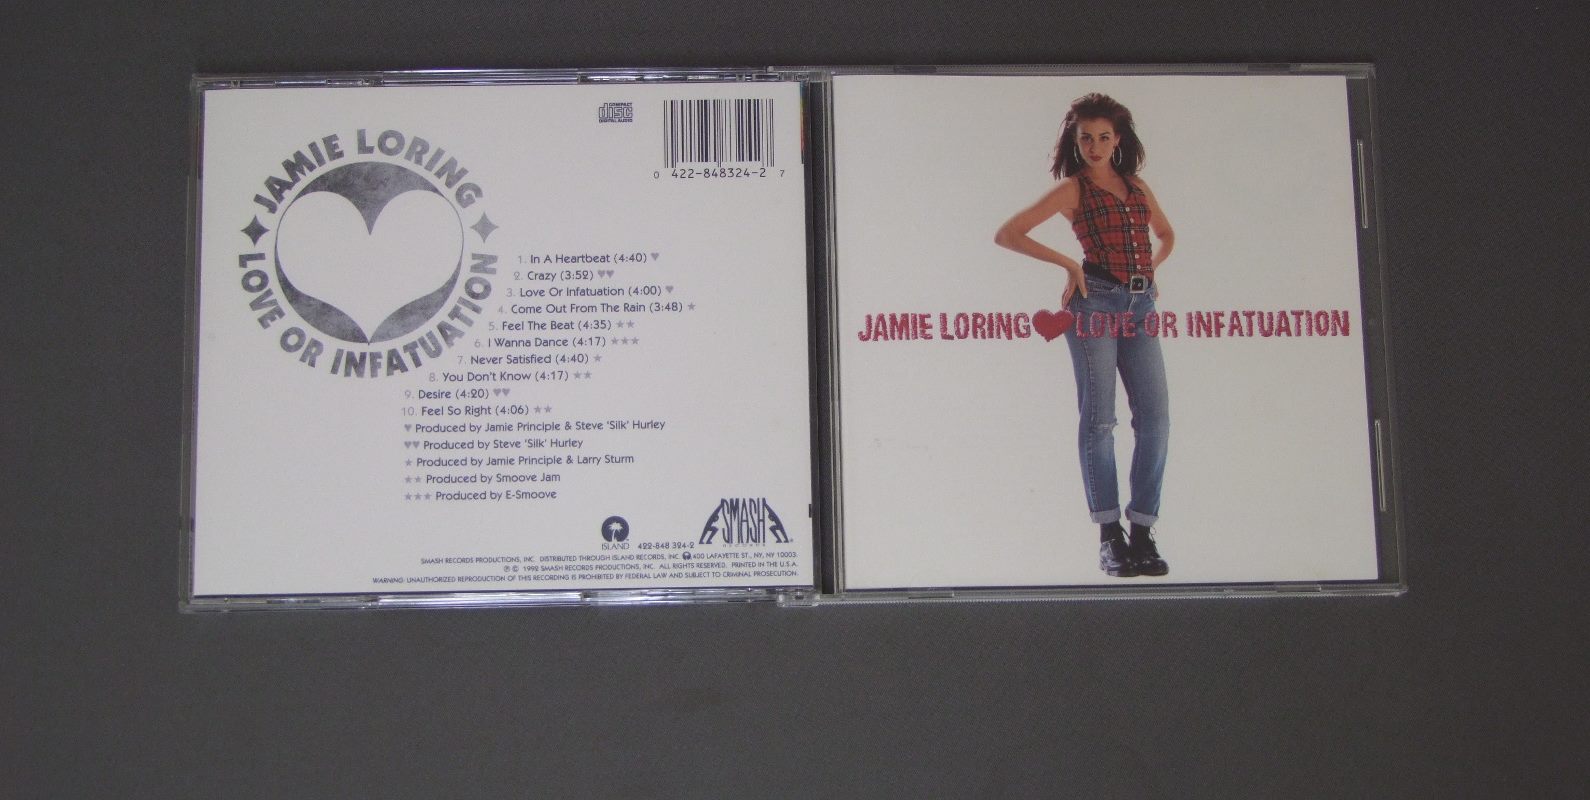 JAMIE LORING
LOVE OR INFATUATION
COMPACT
disc
DIGITAL AUDIO
0 422-848324-2 7
1. In A Heartbeat (4:40) ♥
2. Crazy (3:52) ♥♥
3. Love Or Infatuation (4:00) ♥
4. Come Out From The Rain (3:48) ★
5. Feel The Beat (4:35) ★★
6. I Wanna Dance (4:17) ★★★
7. Never Satisfied (4:40) ★
8. You Don't Know (4:17) ★★
9. Desire (4:20) ♥♥
10. Feel So Right (4:06) ★★
♥ Produced by Jamie Principle & Steve 'Silk' Hurley
♥♥ Produced by Steve 'Silk' Hurley
★ Produced by Jamie Principle & Larry Sturm
★★ Produced by Smoove Jam
★★★ Produced by E-Smoove
ISLAND
422-848 324-2
SMASH
RECORDS
SMASH RECORDS PRODUCTIONS, INC. DISTRIBUTED THROUGH ISLAND RECORDS, INC. 400 LAFAYETTE ST., NY, NY 10003.
℗ © 1992 SMASH RECORDS PRODUCTIONS, INC. ALL RIGHTS RESERVED. PRINTED IN THE U.S.A.
WARNING: UNAUTHORIZED REPRODUCTION OF THIS RECORDING IS PROHIBITED BY FEDERAL LAW AND SUBJECT TO CRIMINAL PROSECUTION.
JAMIE LORING♥LOVE OR INFATUATION